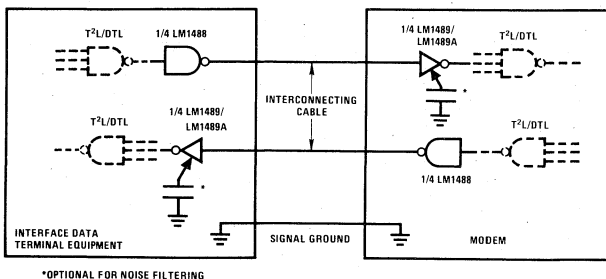 T²L/DTL
1/4 LM1488
1/4 LM1489/
LM1489A
T²L/DTL
*
INTERCONNECTING
CABLE
T²L/DTL
1/4 LM1489/
LM1489A
*
T²L/DTL
1/4 LM1488
INTERFACE DATA
TERMINAL EQUIPMENT
SIGNAL GROUND
MODEM
*OPTIONAL FOR NOISE FILTERING